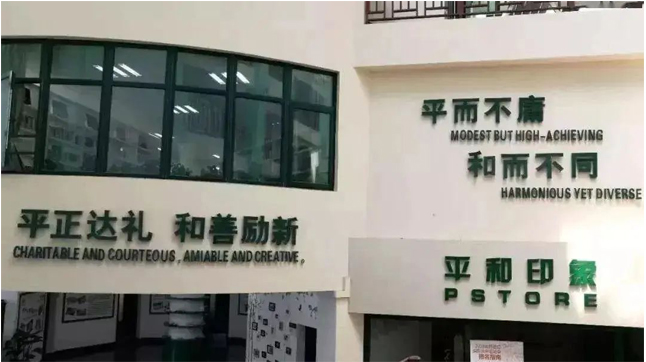 平而不庸
MODEST BUT HIGH-ACHIEVING
和而不同
HARMONIOUS YET DIVERSE
平正达礼 和善励新
CHARITABLE AND COURTEOUS, AMIABLE AND CREATIVE。
平和印象
PSTORE